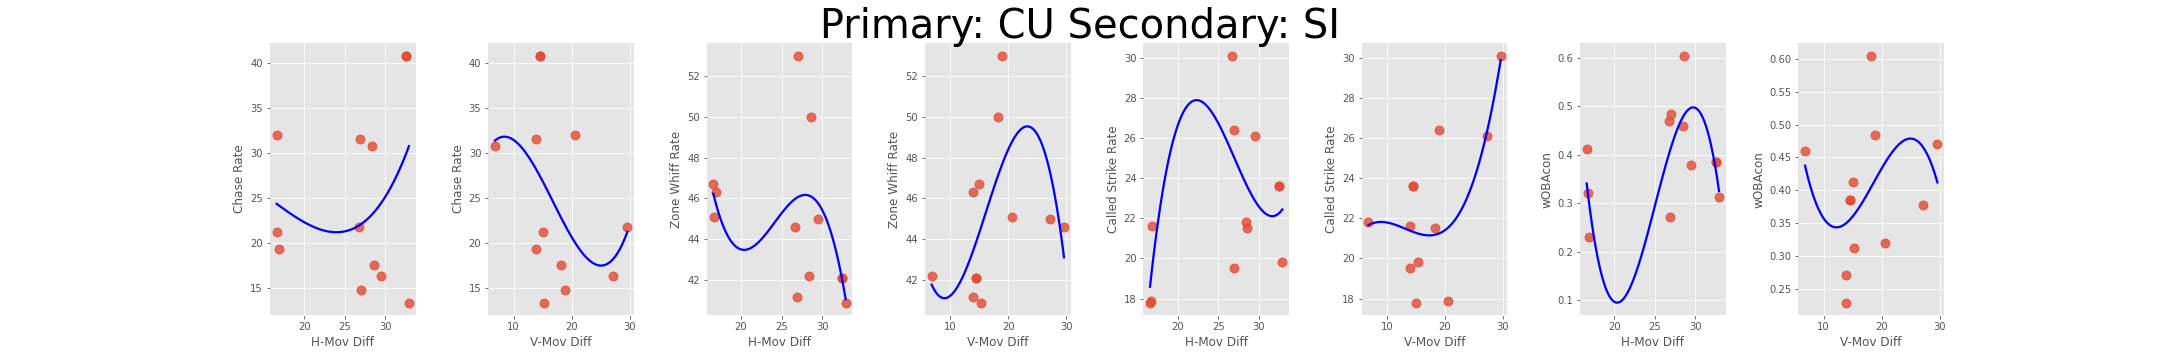 Primary: CU Secondary: SI
40
35
30
25
20
15
Chase Rate
20 25 30
H-Mov Diff
40
35
30
25
20
15
Chase Rate
10 20 30
V-Mov Diff
52
50
48
46
44
42
Zone Whiff Rate
20 25 30
H-Mov Diff
52
50
48
46
44
42
Zone Whiff Rate
10 20 30
V-Mov Diff
30
28
26
24
22
20
18
Called Strike Rate
20 25 30
H-Mov Diff
30
28
26
24
22
20
18
Called Strike Rate
10 20 30
V-Mov Diff
0.6
0.5
0.4
0.3
0.2
0.1
wOBAcon
20 25 30
H-Mov Diff
0.60
0.55
0.50
0.45
0.40
0.35
0.30
0.25
wOBAcon
10 20 30
V-Mov Diff